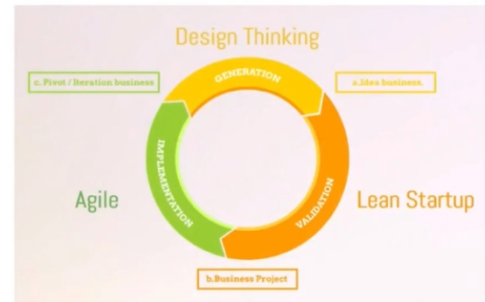 Design Thinking
c. Pivot / Iteration business
GENERATION
a.Idea business.
IMPLEMENTATION
VALIDATION
Agile
Lean Startup
b.Business Project